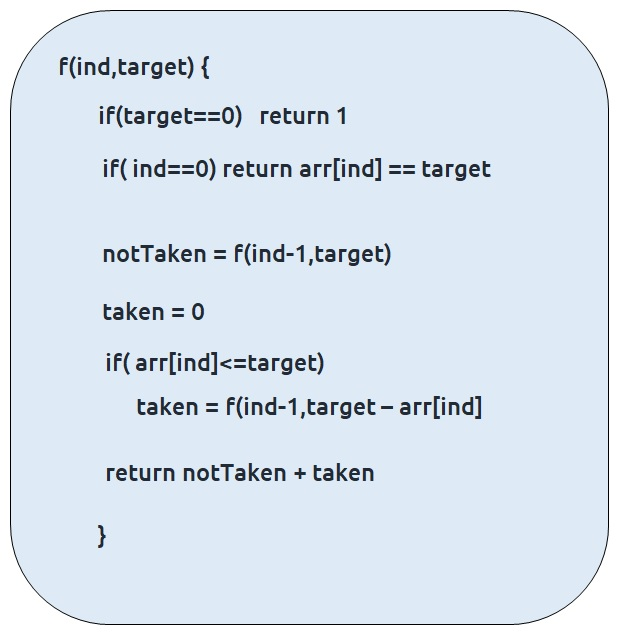 f(ind,target) {
if(target==0) return 1
if( ind==0) return arr[ind] == target
notTaken = f(ind-1,target)
taken = 0
if( arr[ind]<=target)
taken = f(ind-1,target – arr[ind]
return notTaken + taken
}